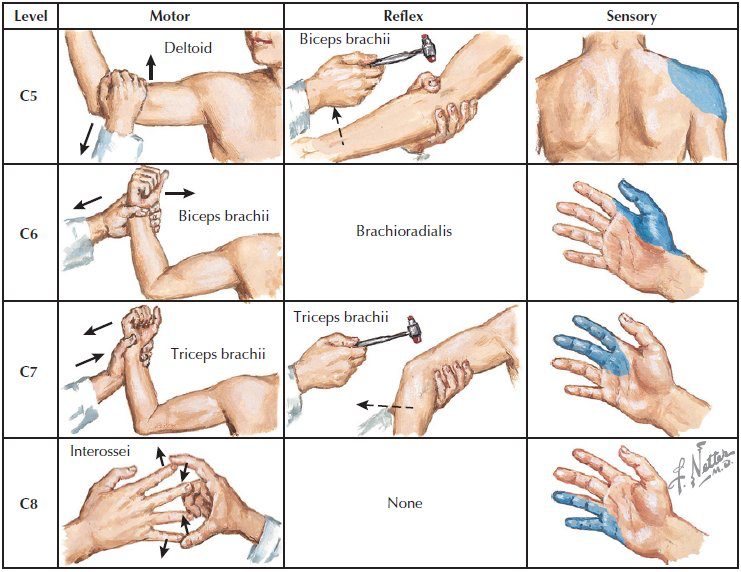 Level Motor Reflex Sensory
C5 Deltoid Biceps brachii
C6 Biceps brachii Brachioradialis
C7 Triceps brachii Triceps brachii
C8 Interossei None
F. Netter M.D.